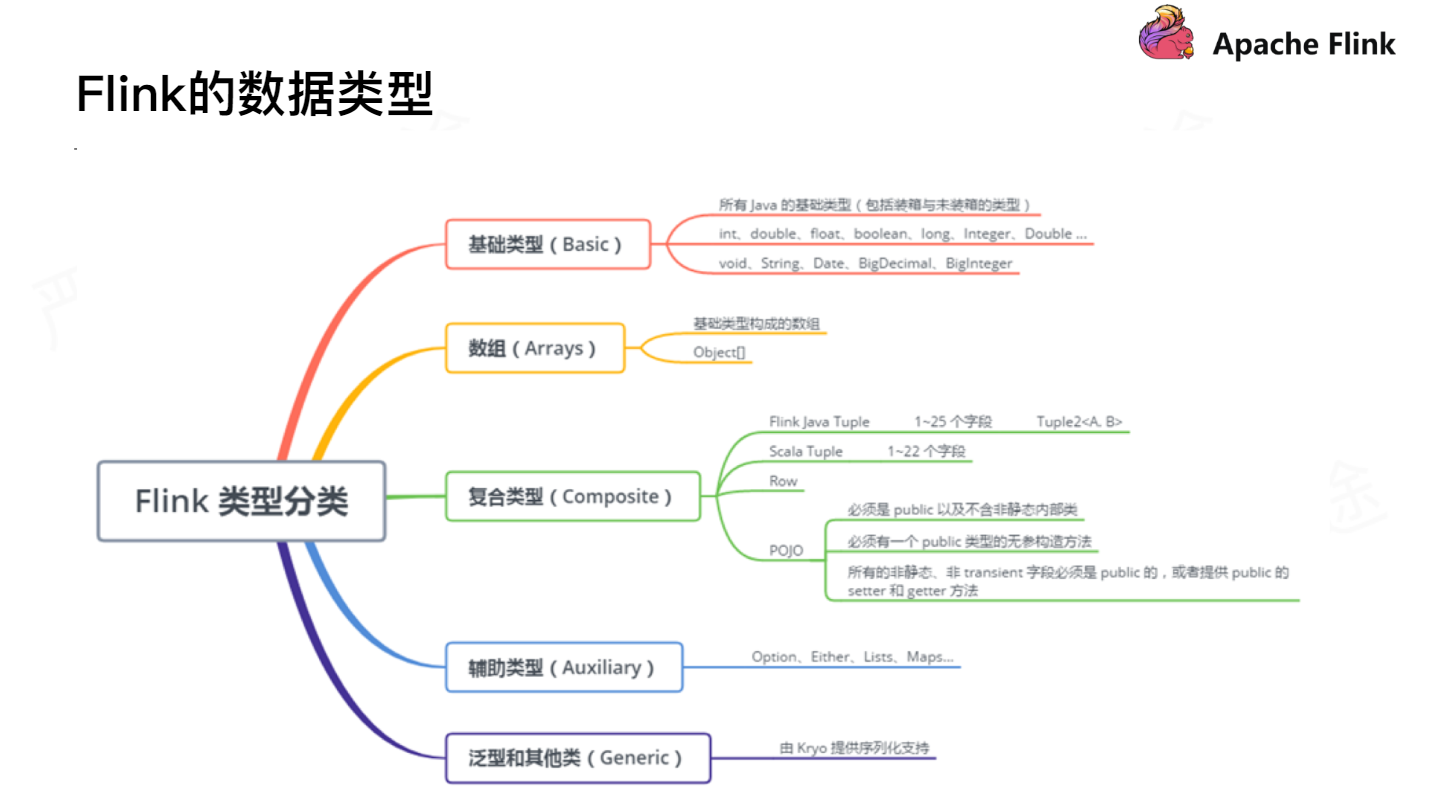 Apache Flink
Flink的数据类型
Flink 类型分类
基础类型（Basic）
所有 Java 的基础类型（包括装箱与未装箱的类型）
int、double、float、boolean、long、Integer、Double ...
void、String、Date、BigDecimal、BigInteger
数组（Arrays）
基础类型构成的数组
Object[]
复合类型（Composite）
Flink Java Tuple 1~25 个字段 Tuple2<A. B>
Scala Tuple 1~22 个字段
Row
POJO
必须是 public 以及不含非静态内部类
必须有一个 public 类型的无参构造方法
所有的非静态、非 transient 字段必须是 public 的，或者提供 public 的
setter 和 getter 方法
辅助类型（Auxiliary）
Option、Either、Lists、Maps...
泛型和其他类（Generic）
由 Kryo 提供序列化支持